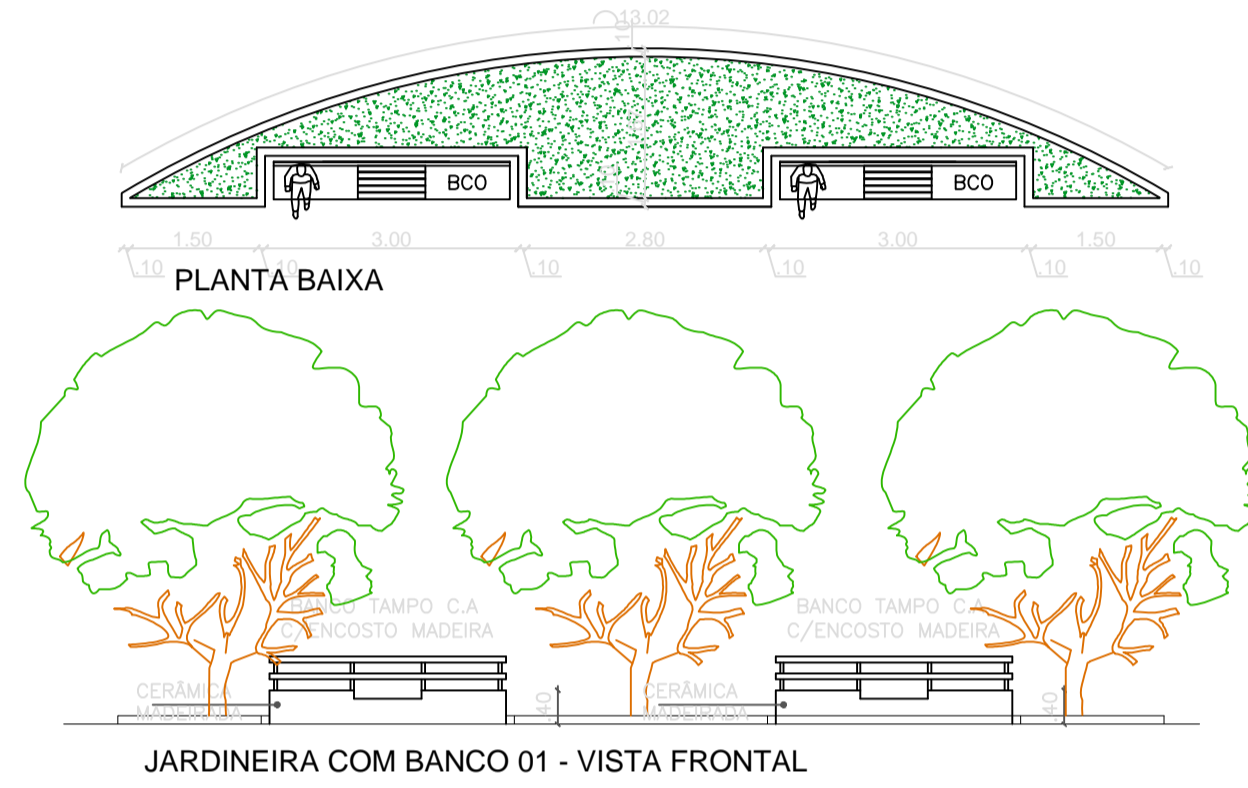 13.02
.10
BCO
BCO
1.50
3.00
2.80
3.00
1.50
.10
.10
.10
.10
.10
.10
PLANTA BAIXA
BANCO TAMPO C.A
C/ENCOSTO MADEIRA
BANCO TAMPO C.A
C/ENCOSTO MADEIRA
CERÂMICA
MADEIRADA
.40
CERÂMICA
MADEIRADA
.40
JARDINEIRA COM BANCO 01 - VISTA FRONTAL